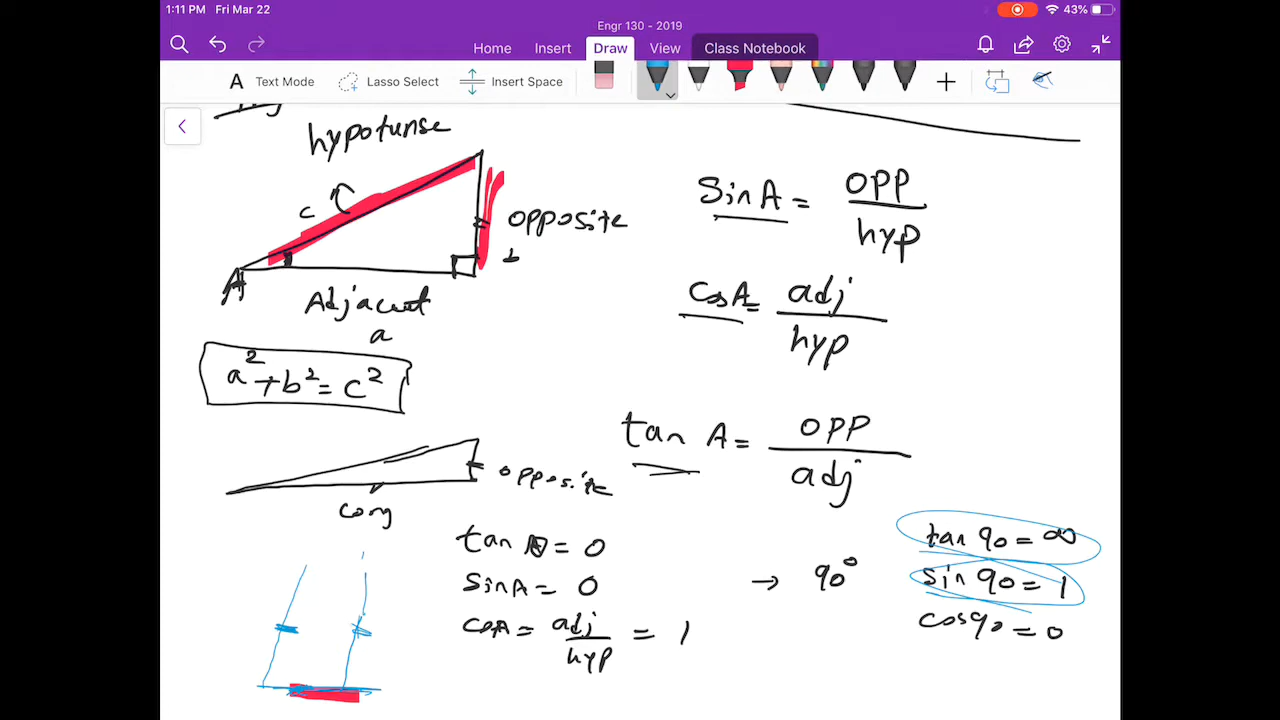 1:11 PM Fri Mar 22
43%
Engr 130 - 2019
Home Insert Draw View Class Notebook
A Text Mode Lasso Select Insert Space
hypotunse
c
opposite
b
A
Adjacent
a
a² + b² = c²
Sin A = opp / hyp
Cos A = adj / hyp
tan A = opp / adj
opposite
tan 0 = 0
Sin A = 0
cos A = adj / hyp = 1
→ 90°
tan 90 = ∞
Sin 90 = 1
Cos 90 = 0